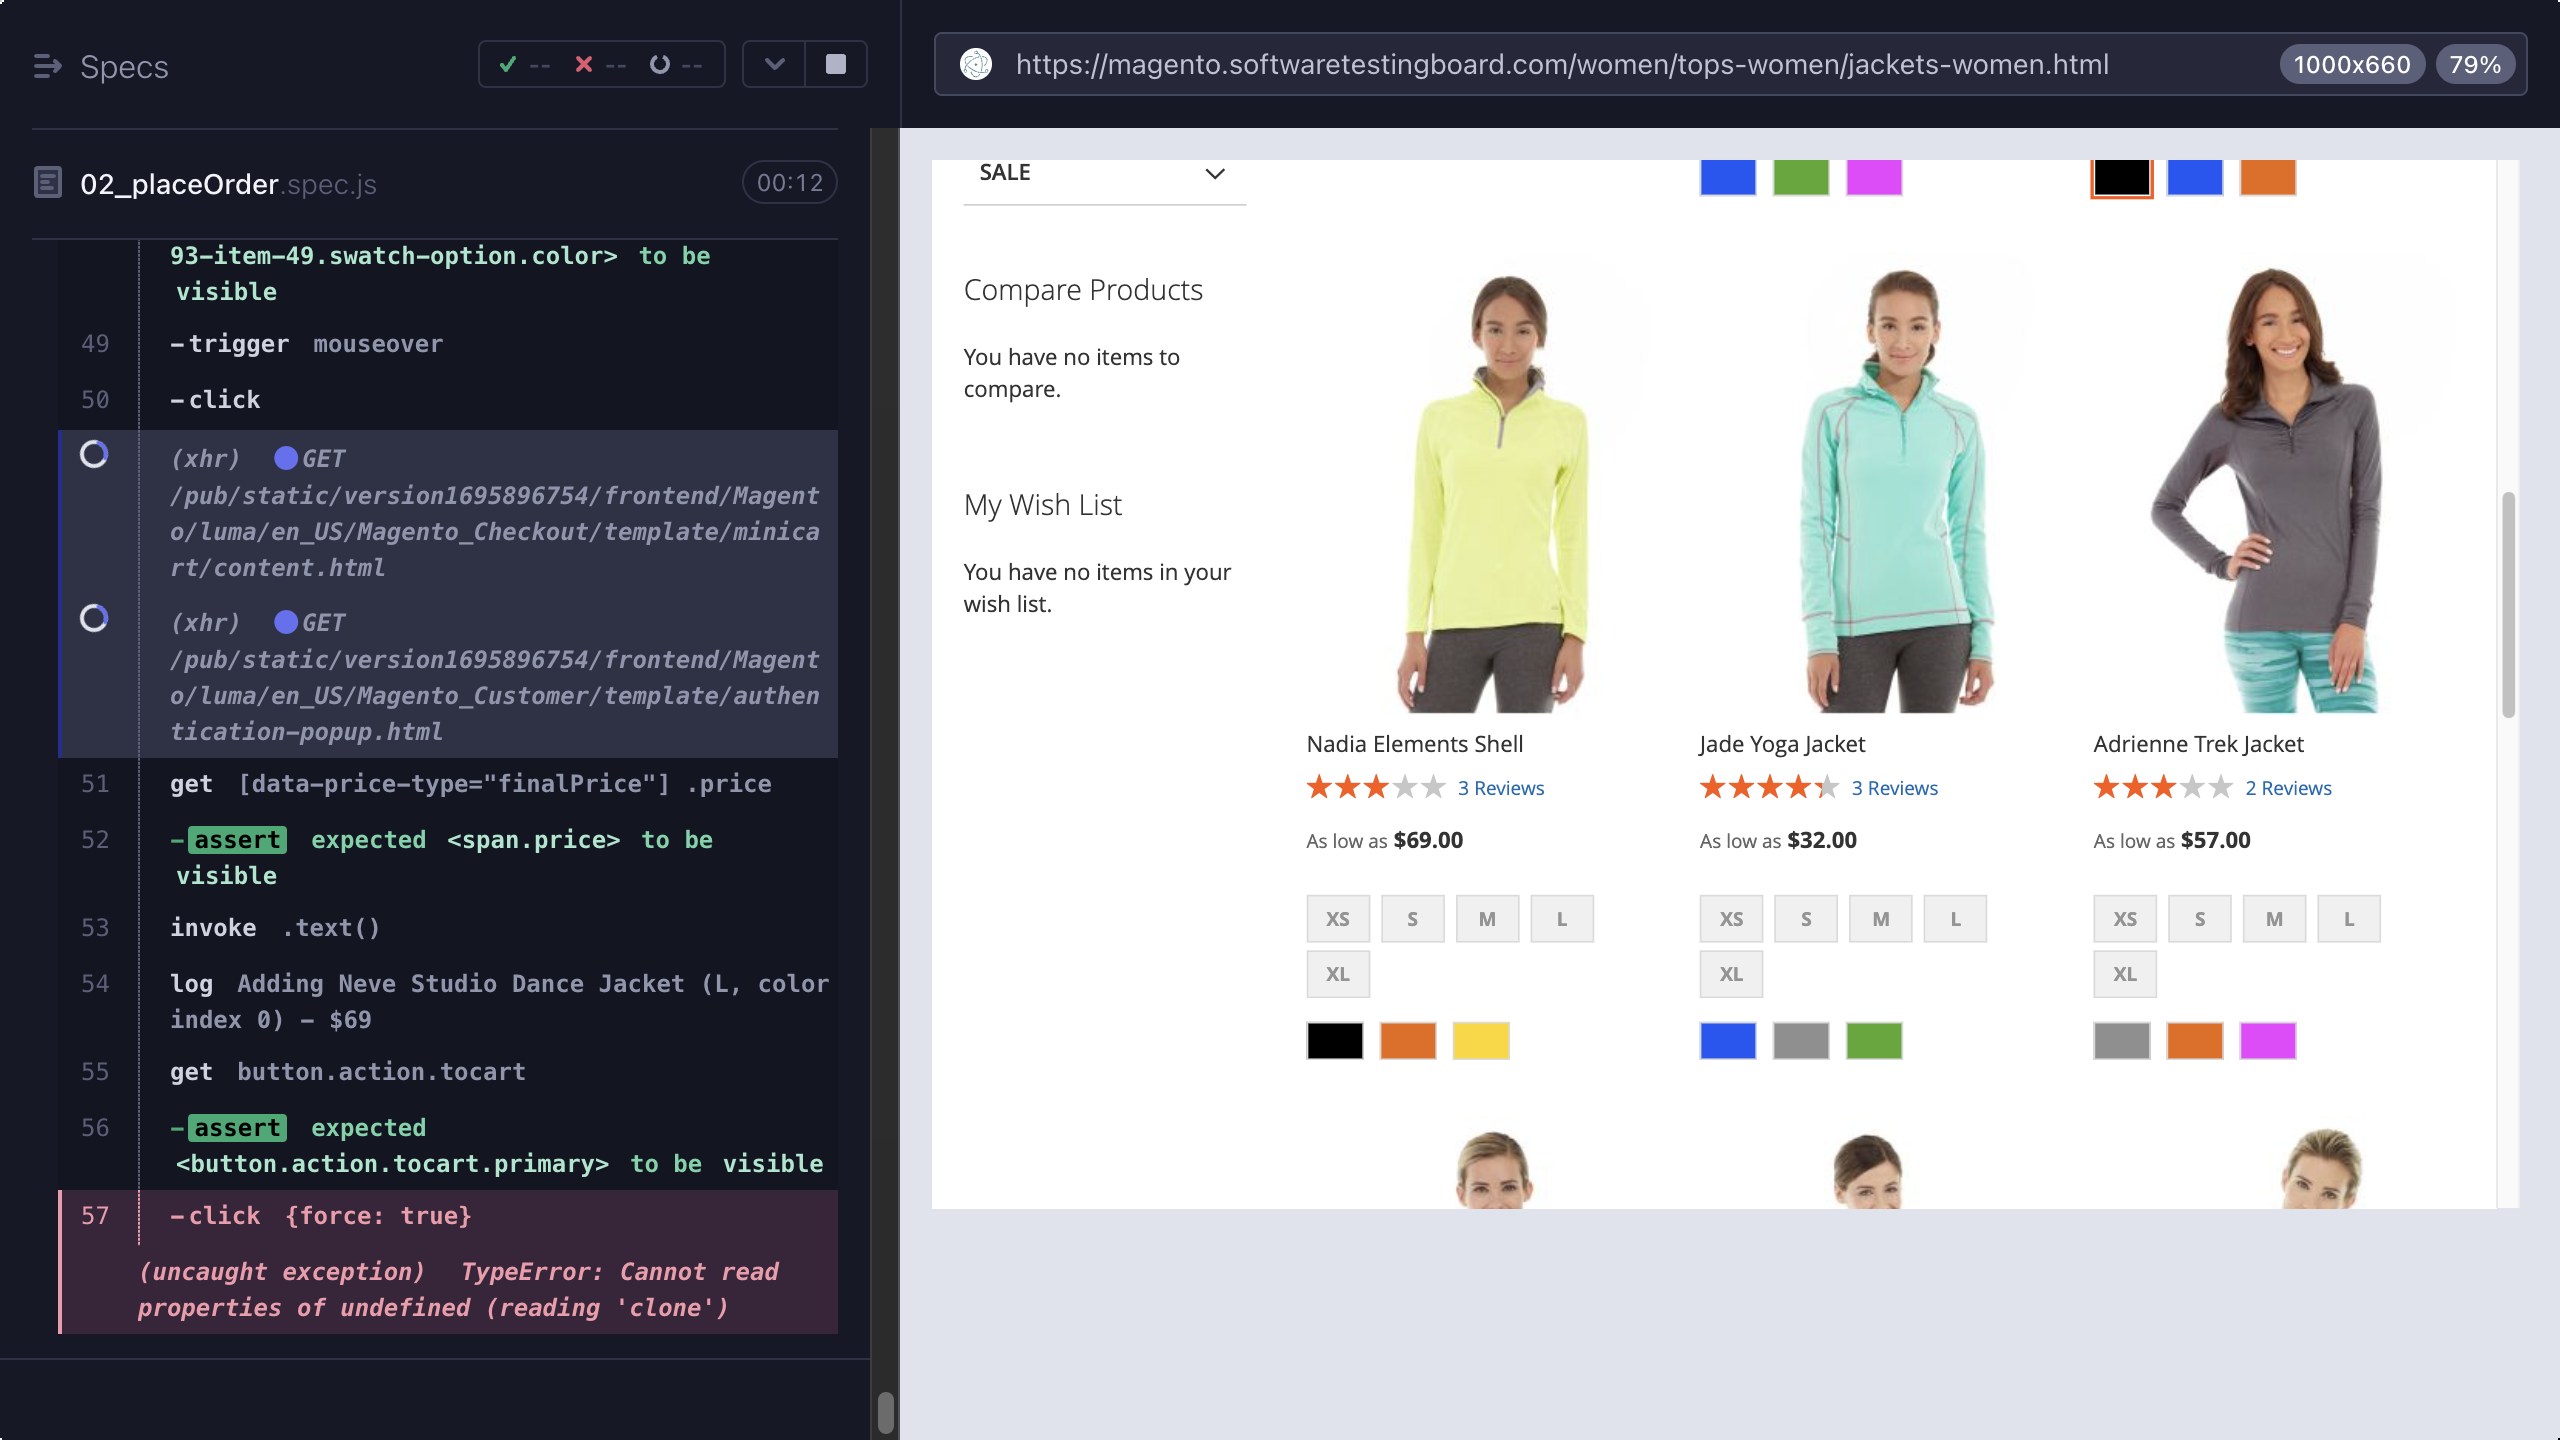 Specs
-- -- --
https://magento.softwaretestingboard.com/women/tops-women/jackets-women.html
1000x660
79%
02_placeOrder.spec.js
00:12
93-item-49.swatch-option.color> to be
visible
49 -trigger mouseover
50 -click
(xhr) GET
/pub/static/version1695896754/frontend/Magent
o/luma/en_US/Magento_Checkout/template/minica
rt/content.html
(xhr) GET
/pub/static/version1695896754/frontend/Magent
o/luma/en_US/Magento_Customer/template/authen
tication-popup.html
51 get [data-price-type="finalPrice"] .price
52 -assert expected <span.price> to be
visible
53 invoke .text()
54 log Adding Neve Studio Dance Jacket (L, color
index 0) - $69
55 get button.action.tocart
56 -assert expected
<button.action.tocart.primary> to be visible
57 -click {force: true}
(uncaught exception) TypeError: Cannot read
properties of undefined (reading 'clone')
SALE
Compare Products
You have no items to
compare.
My Wish List
You have no items in your
wish list.
Nadia Elements Shell
3 Reviews
As low as $69.00
XS S M L
XL
Jade Yoga Jacket
3 Reviews
As low as $32.00
XS S M L
XL
Adrienne Trek Jacket
2 Reviews
As low as $57.00
XS S M L
XL